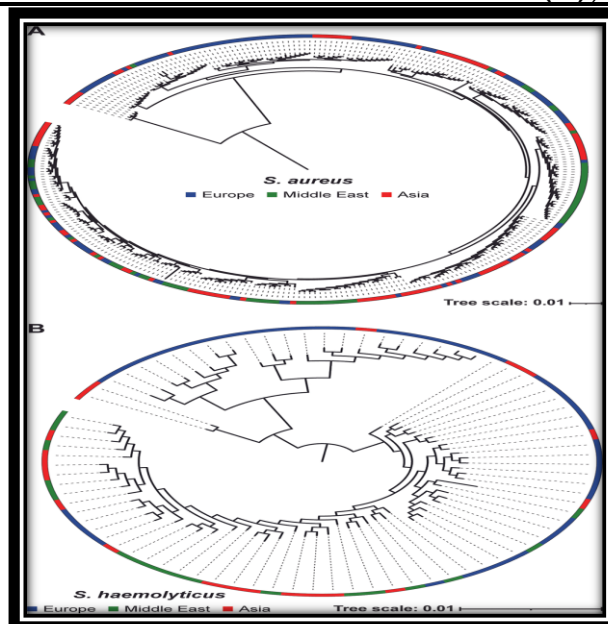 A
S. aureus
Europe Middle East Asia
Tree scale: 0.01
B
S. haemolyticus
Europe Middle East Asia
Tree scale: 0.01